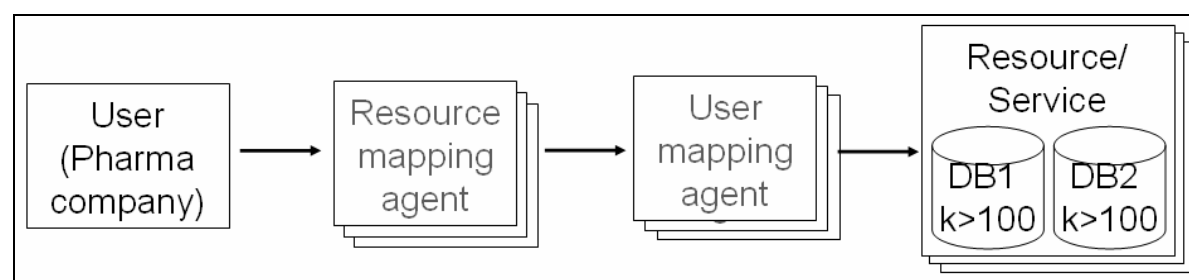 User
(Pharma
company)
Resource
mapping
agent
User
mapping
agent
Resource/
Service
DB1
k>100
DB2
k>100